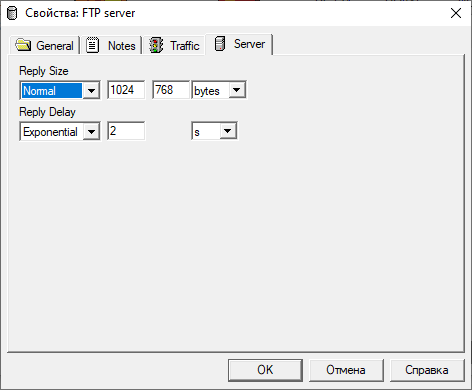 Свойства: FTP server
General Notes Traffic Server
Reply Size
Normal 1024 768 bytes
Reply Delay
Exponential 2 s
OK Отмена Справка